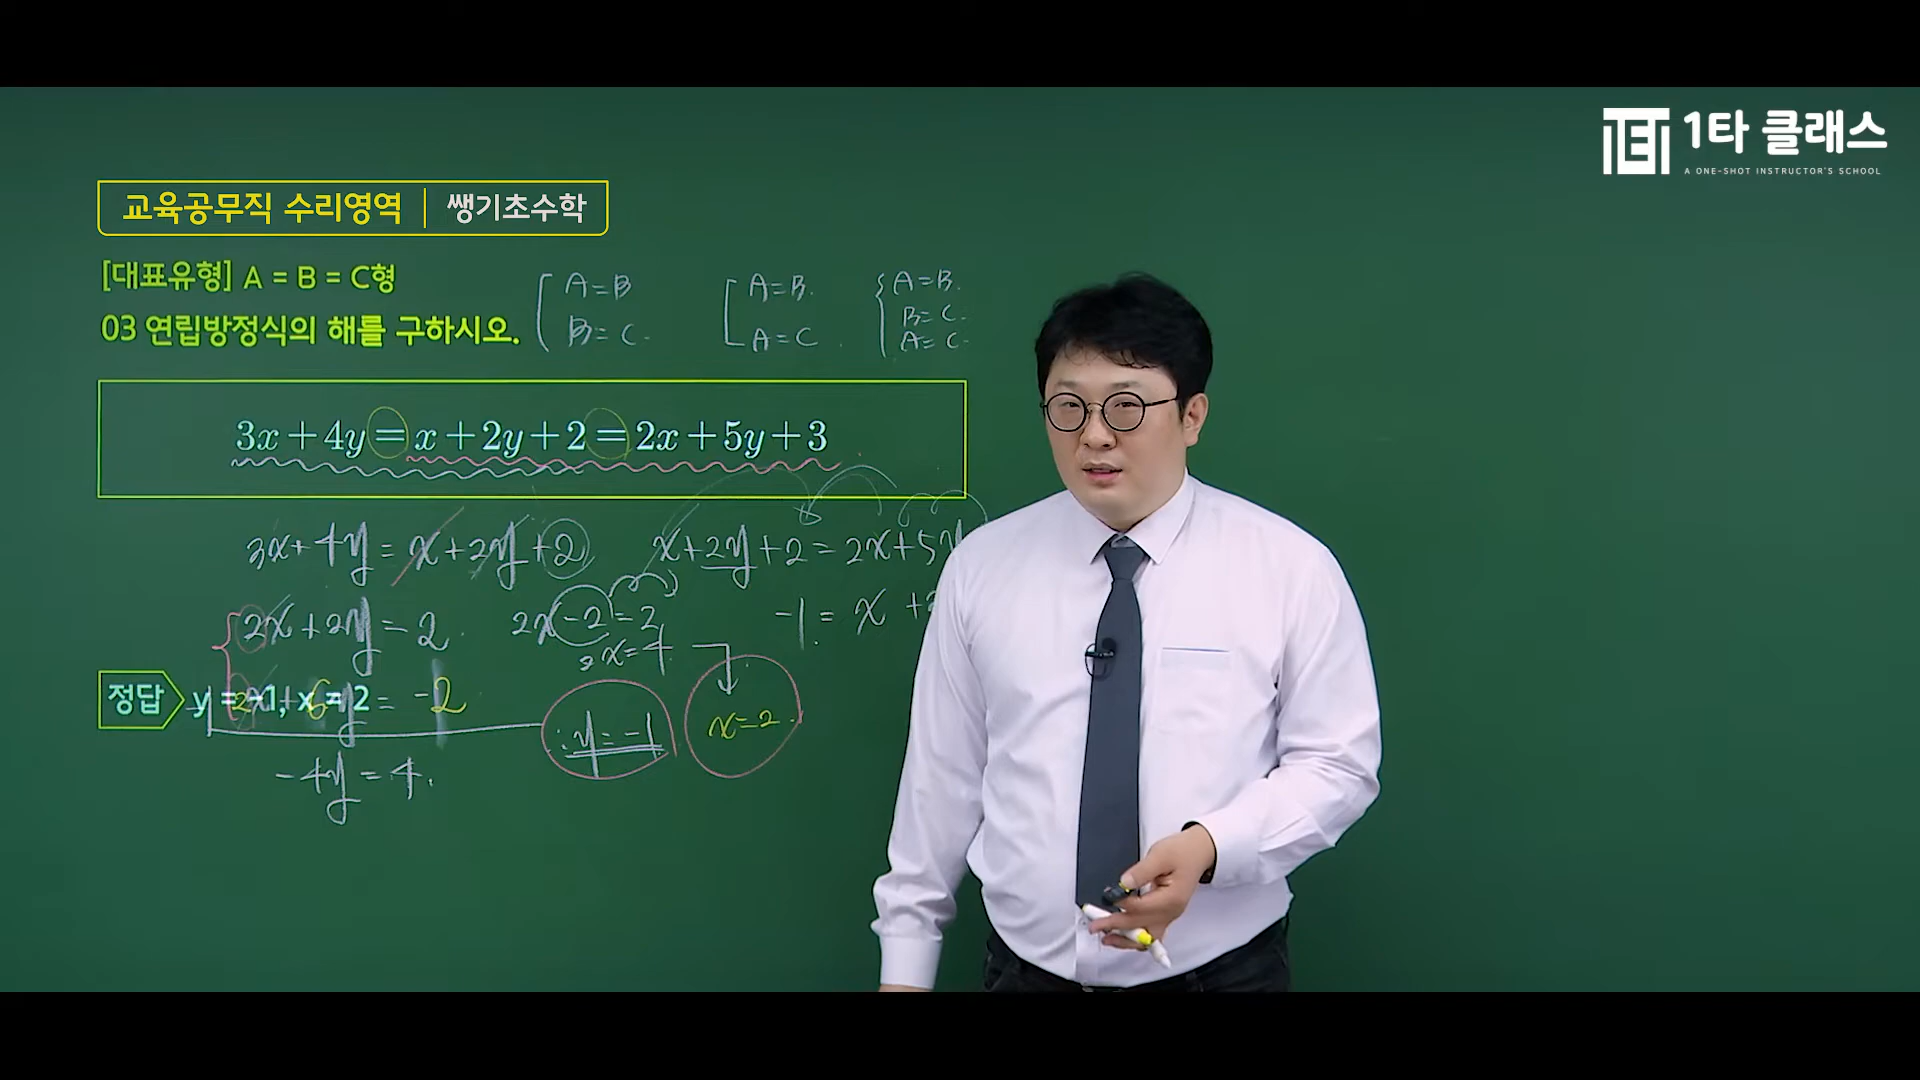 1타 클래스
A ONE-SHOT INSTRUCTOR'S SCHOOL
교육공무직 수리영역 | 쌩기초수학
[대표유형] A = B = C형
03 연립방정식의 해를 구하시오.
A=B
B=C.
A=B.
A=C.
A=B.
B=C.
A=C.
3x+4y=x+2y+2=2x+5y+3
3x+4y=x+2y+2
x+2y+2=2x+5y
2x+2y=2.
2x-2=2
-1=x+
2x=4
정답 y = -1, x = 2
2x+6y=-2
∴y=-1
x=2.
-4y=4.